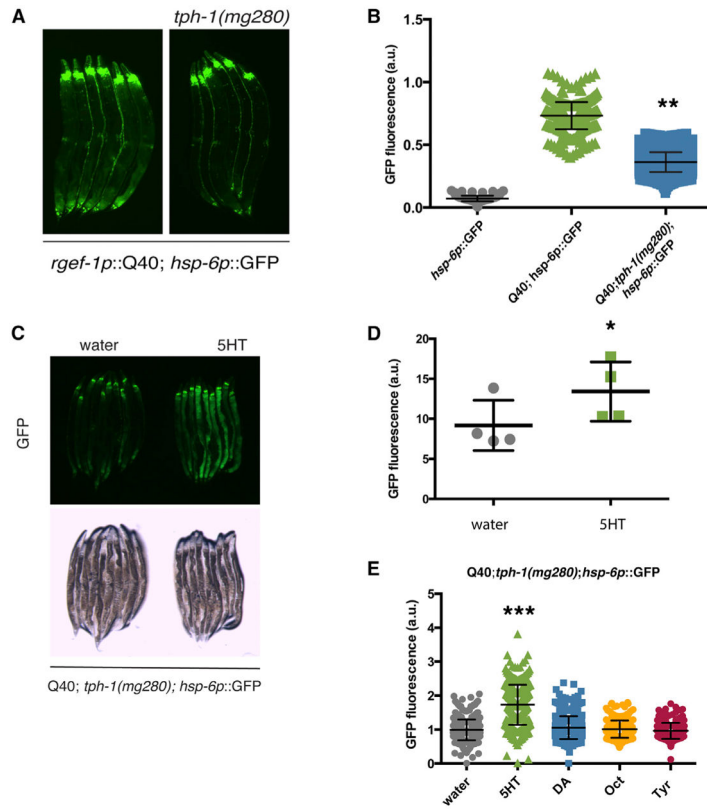 A
tph-1(mg280)
rgef-1p::Q40; hsp-6p::GFP
B
GFP fluorescence (a.u.)
1.5
1.0
0.5
0.0
**
hsp-6p::GFP
Q40; hsp-6p::GFP
Q40;tph-1(mg280);
hsp-6p::GFP
C
water 5HT
GFP
Q40; tph-1(mg280); hsp-6p::GFP
D
GFP fluorescence (a.u.)
20
15
10
5
0
*
water 5HT
E
Q40;tph-1(mg280);hsp-6p::GFP
GFP fluorescence (a.u.)
5
4
3
2
1
0
***
water 5HT DA Oct Tyr